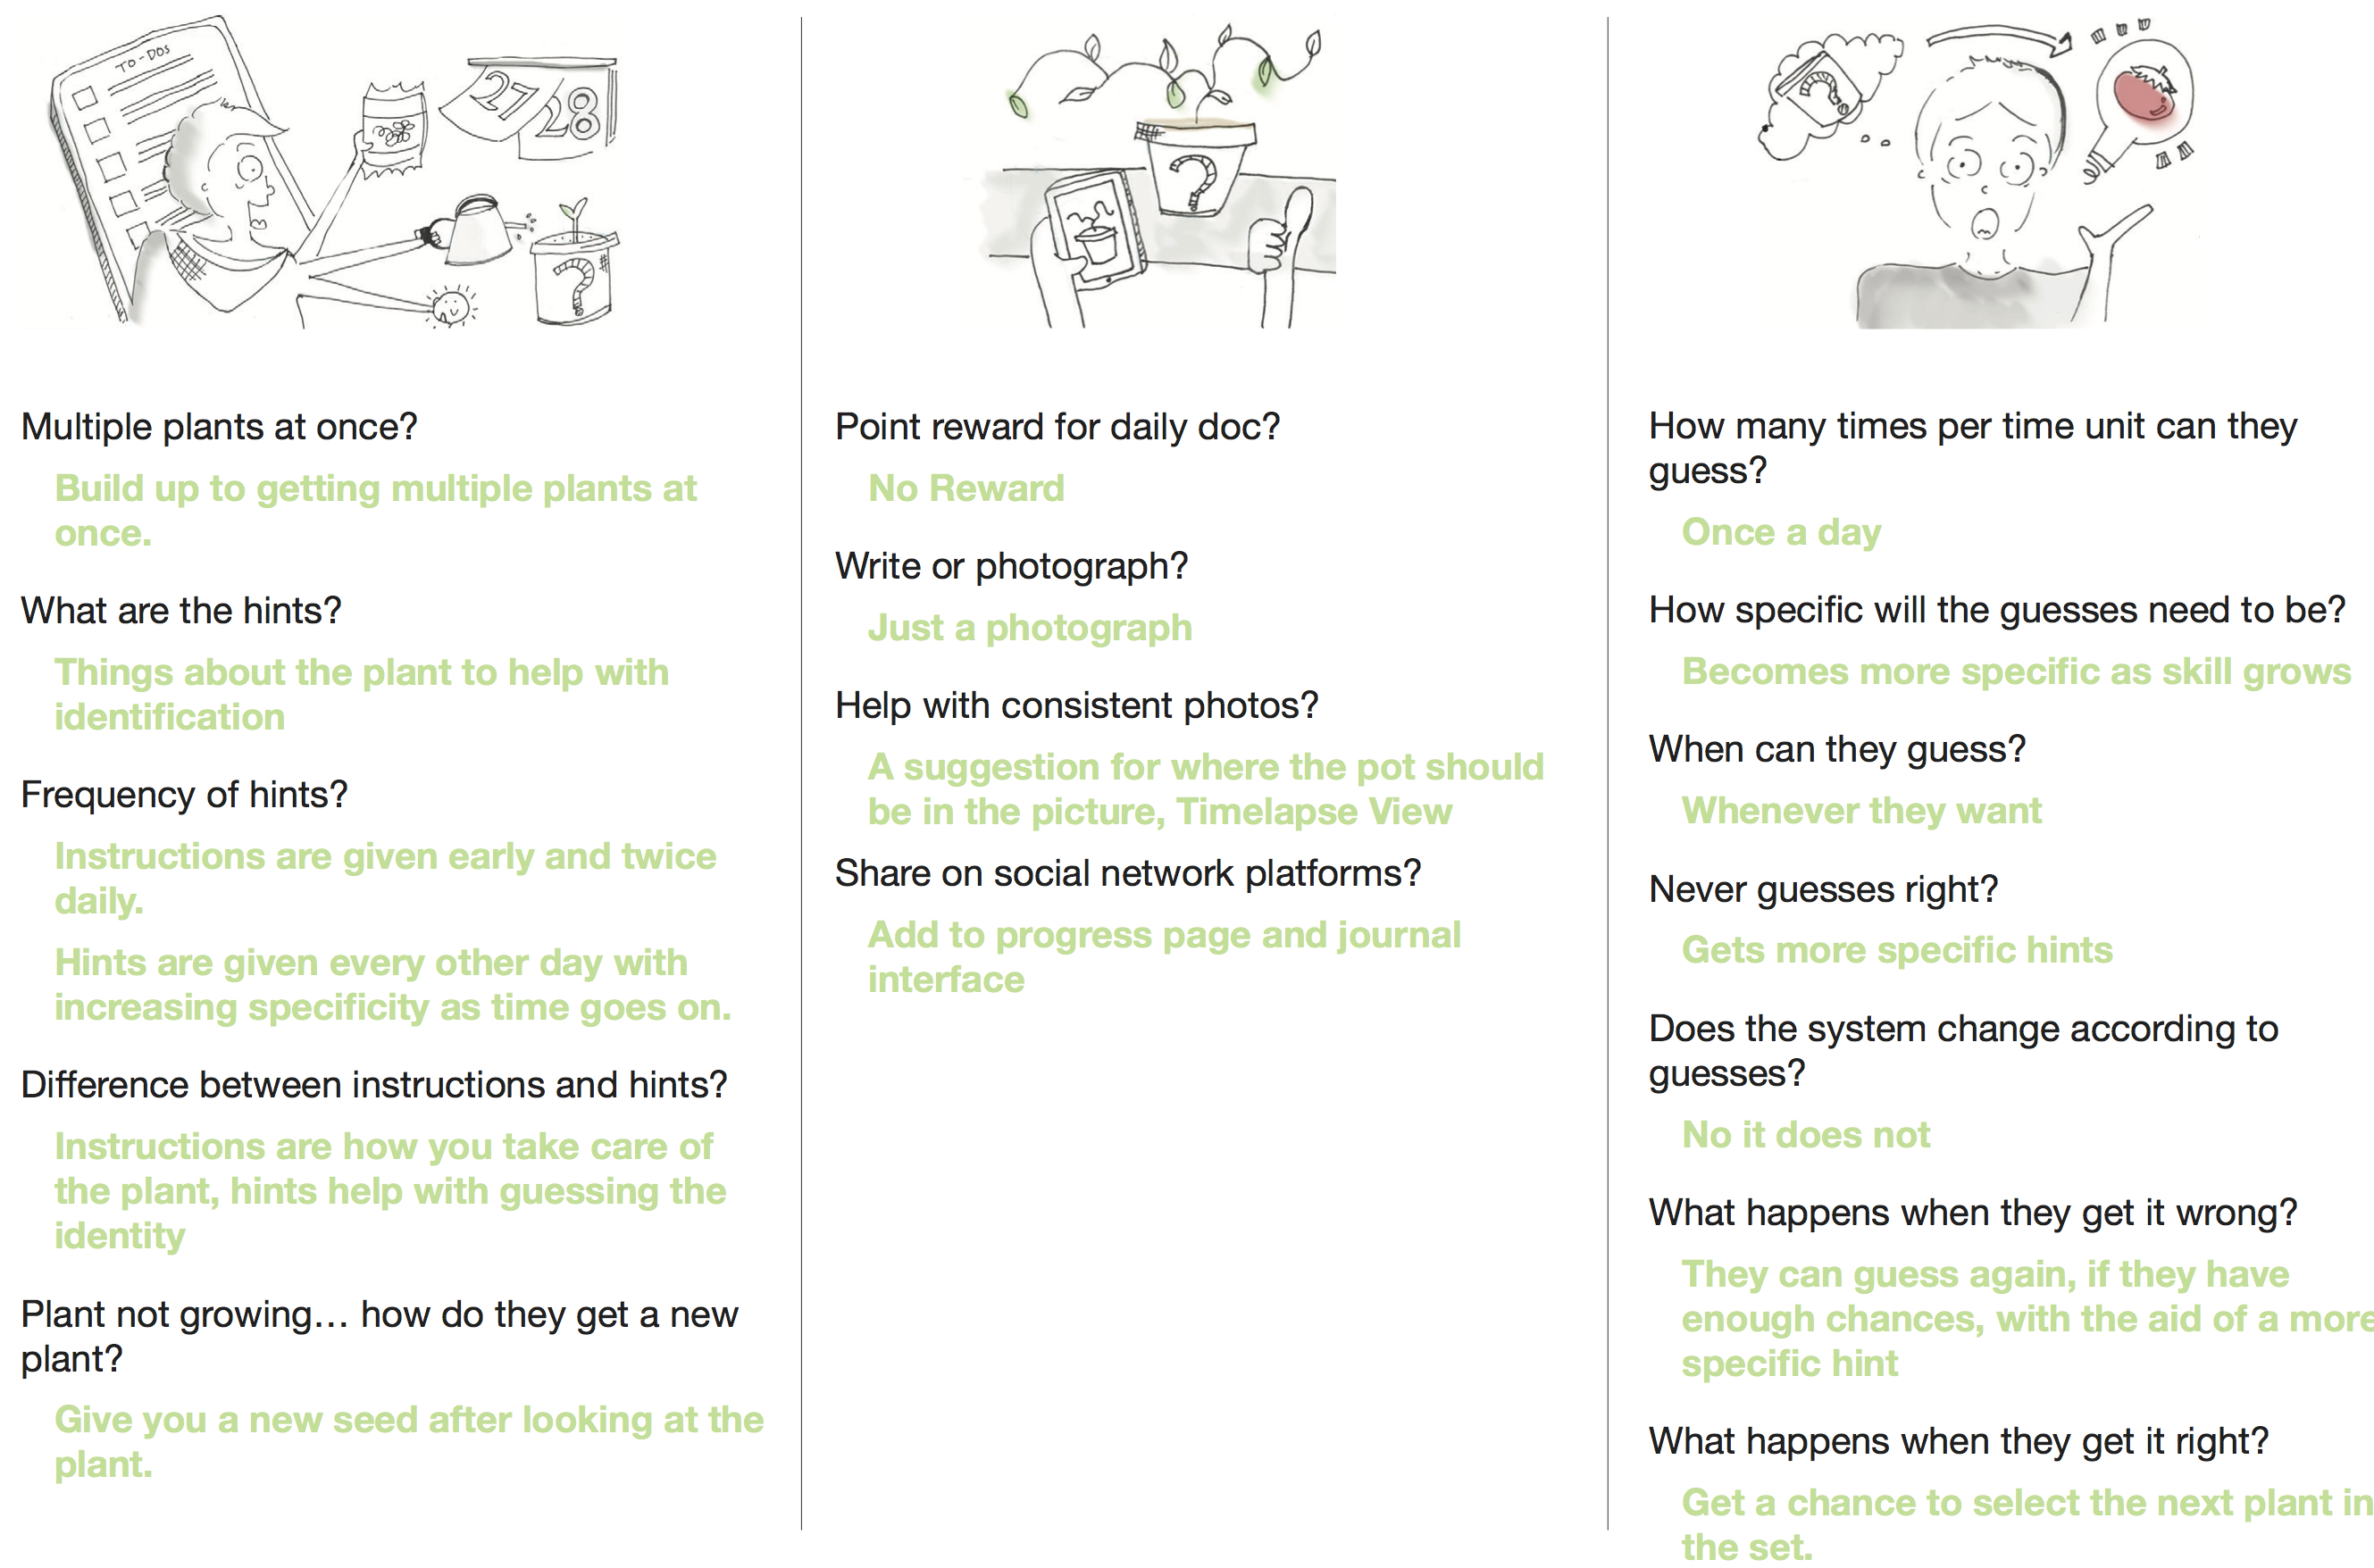 TO-DOS
27
28
?
Multiple plants at once?
Build up to getting multiple plants at
once.
What are the hints?
Things about the plant to help with
identification
Frequency of hints?
Instructions are given early and twice
daily.
Hints are given every other day with
increasing specificity as time goes on.
Difference between instructions and hints?
Instructions are how you take care of
the plant, hints help with guessing the
identity
Plant not growing... how do they get a new
plant?
Give you a new seed after looking at the
plant.
?
Point reward for daily doc?
No Reward
Write or photograph?
Just a photograph
Help with consistent photos?
A suggestion for where the pot should
be in the picture, Timelapse View
Share on social network platforms?
Add to progress page and journal
interface
?
How many times per time unit can they
guess?
Once a day
How specific will the guesses need to be?
Becomes more specific as skill grows
When can they guess?
Whenever they want
Never guesses right?
Gets more specific hints
Does the system change according to
guesses?
No it does not
What happens when they get it wrong?
They can guess again, if they have
enough chances, with the aid of a more
specific hint
What happens when they get it right?
Get a chance to select the next plant in
the set.